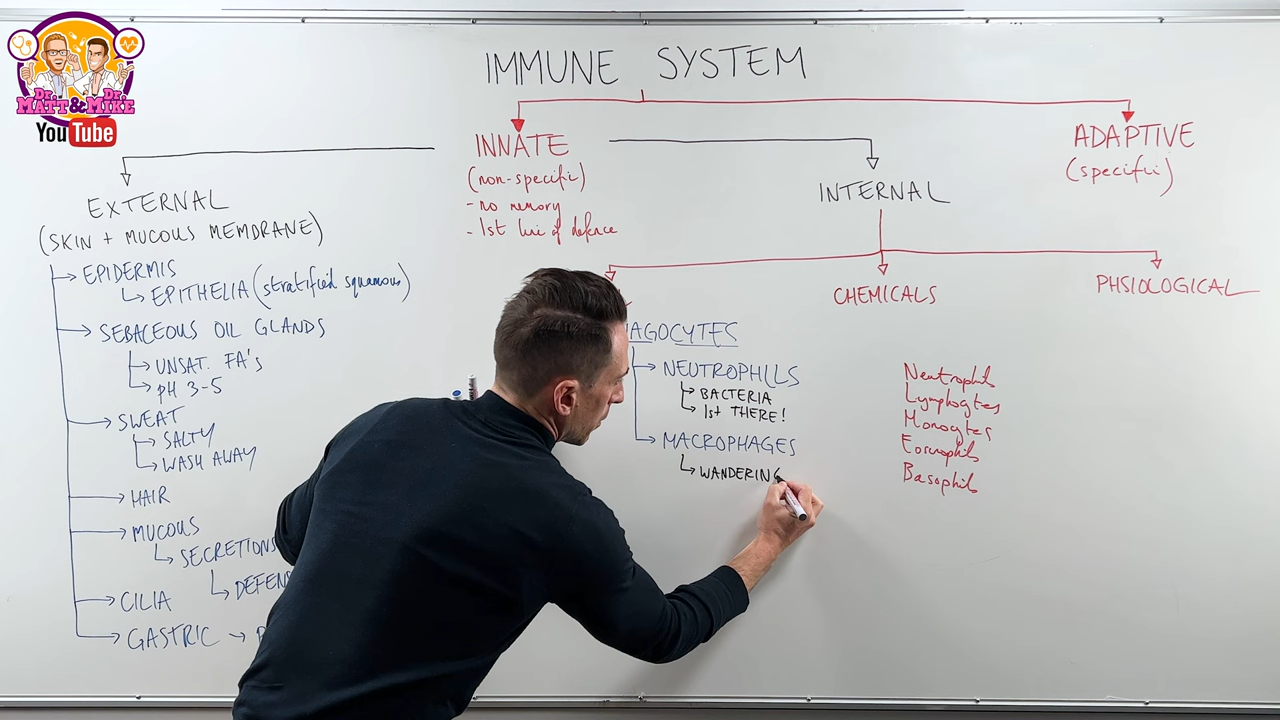 Dr. Dr.
MATT & MIKE
YouTube
IMMUNE SYSTEM
INNATE
(non-specific)
- no memory
- 1st line of defence
ADAPTIVE
(specific)
EXTERNAL
(SKIN + MUCOUS MEMBRANE)
EPIDERMIS
EPITHELIA (stratified squamous)
SEBACEOUS OIL GLANDS
UNSAT. FA's
pH 3-5
SWEAT
SALTY
WASH AWAY
HAIR
MUCOUS
SECRETIONS
DEFEN
CILIA
GASTRIC →
INTERNAL
CHEMICALS
PHSIOLOGICAL
AGOCYTES
NEUTROPHILS
BACTERIA
1st THERE!
MACROPHAGES
WANDERING
Neutrophils
Lymphocytes
Monocytes
Eosinophils
Basophils